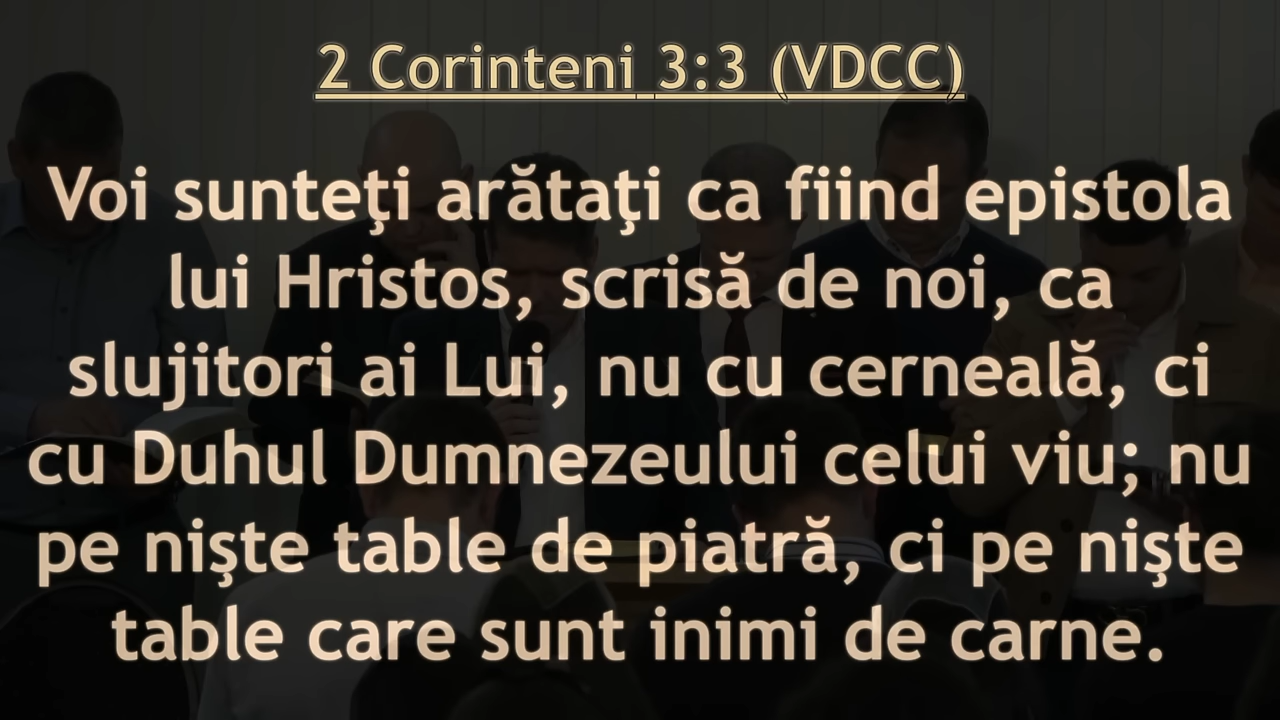 2 Corinteni 3:3 (VDCC)
Voi sunteţi arătaţi ca fiind epistola
lui Hristos, scrisă de noi, ca
slujitori ai Lui, nu cu cerneală, ci
cu Duhul Dumnezeului celui viu; nu
pe nişte table de piatră, ci pe nişte
table care sunt inimi de carne.